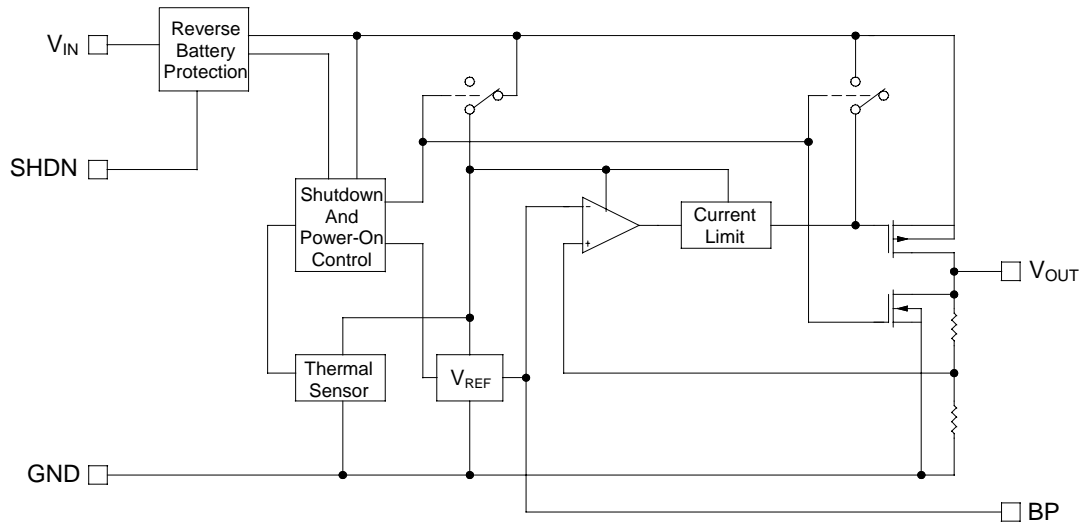 Reverse
Battery
Protection
VIN
SHDN
Shutdown
And
Power-On
Control
-
+
Current
Limit
VOUT
Thermal
Sensor
VREF
GND
BP